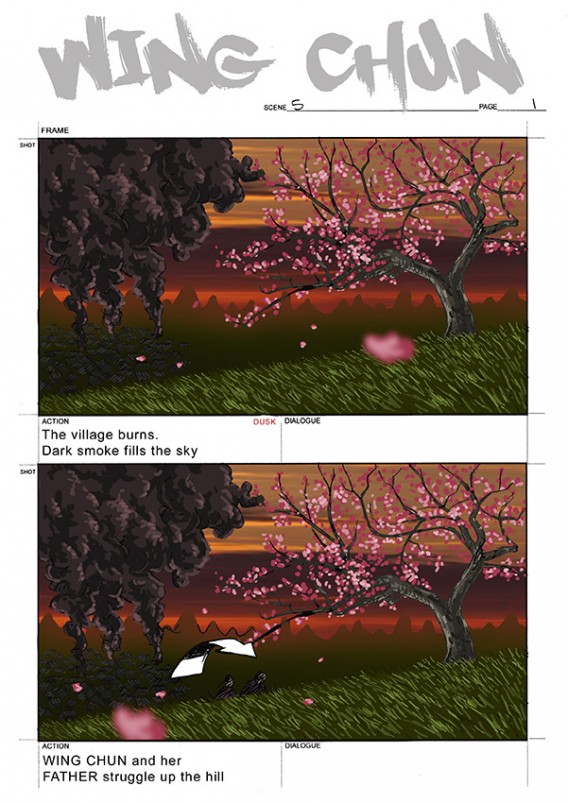 WING CHUN
SCENE 5 PAGE 1
FRAME
SHOT
ACTION DUSK DIALOGUE
The village burns.
Dark smoke fills the sky
SHOT
ACTION DIALOGUE
WING CHUN and her
FATHER struggle up the hill